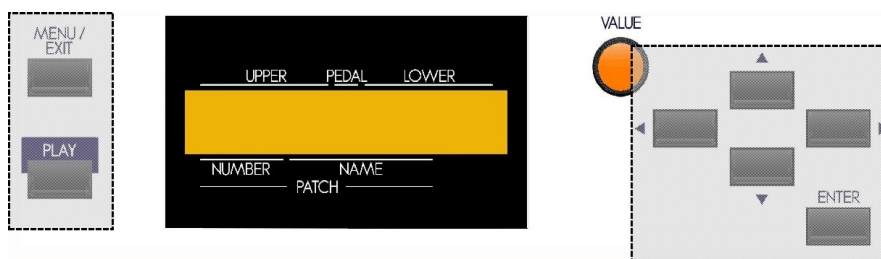 MENU /
EXIT
PLAY
UPPER PEDAL LOWER
NUMBER NAME
PATCH
VALUE
ENTER